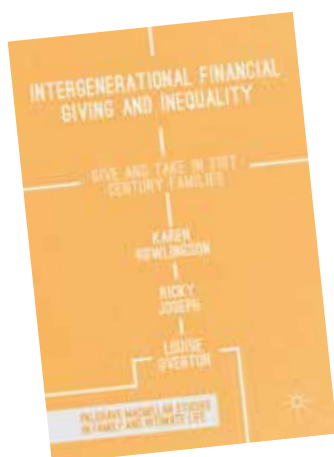 INTERGENERATIONAL FINANCIAL
GIVING AND INEQUALITY
GIVE AND TAKE IN 21ST
CENTURY FAMILIES
KAREN
ROWLINGSON
RICKY
JOSEPH
LOUISE
OVERTON
PALGRAVE MACMILLAN STUDIES
IN FAMILY AND INTIMATE LIFE